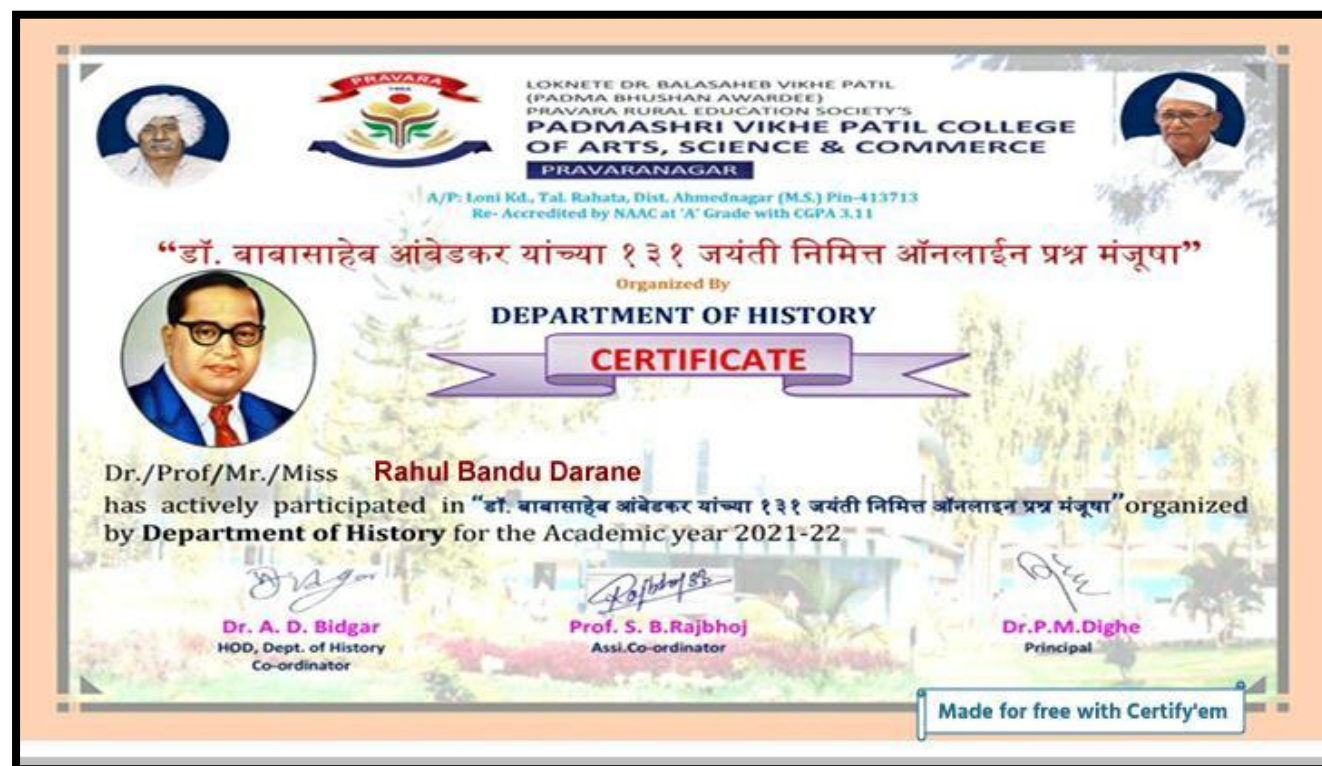 PRAVARA
LOKNETE DR. BALASAHEB VIKHE PATIL
(PADMA BHUSHAN AWARDEE)
PRAVARA RURAL EDUCATION SOCIETY'S
PADMASHRI VIKHE PATIL COLLEGE
OF ARTS, SCIENCE & COMMERCE
PRAVARANAGAR
A/P: Loni Kd., Tal. Rahata, Dist. Ahmednagar (M.S.) Pin-413713
Re- Accredited by NAAC at 'A' Grade with CGPA 3.11
“डॉ. बाबासाहेब आंबेडकर यांच्या १३१ जयंती निमित्त ऑनलाईन प्रश्न मंजूषा”
Organized By
DEPARTMENT OF HISTORY
CERTIFICATE
Dr./Prof/Mr./Miss Rahul Bandu Darane
has actively participated in “डॉ. बाबासाहेब आंबेडकर यांच्या १३१ जयंती निमित्त ऑनलाइन प्रश्न मंजूषा” organized
by Department of History for the Academic year 2021-22
Rajbhoj SB
Dr. A. D. Bidgar Prof. S. B.Rajbhoj Dr.P.M.Dighe
HOD, Dept. of History Assi.Co-ordinator Principal
Co-ordinator
Made for free with Certify'em